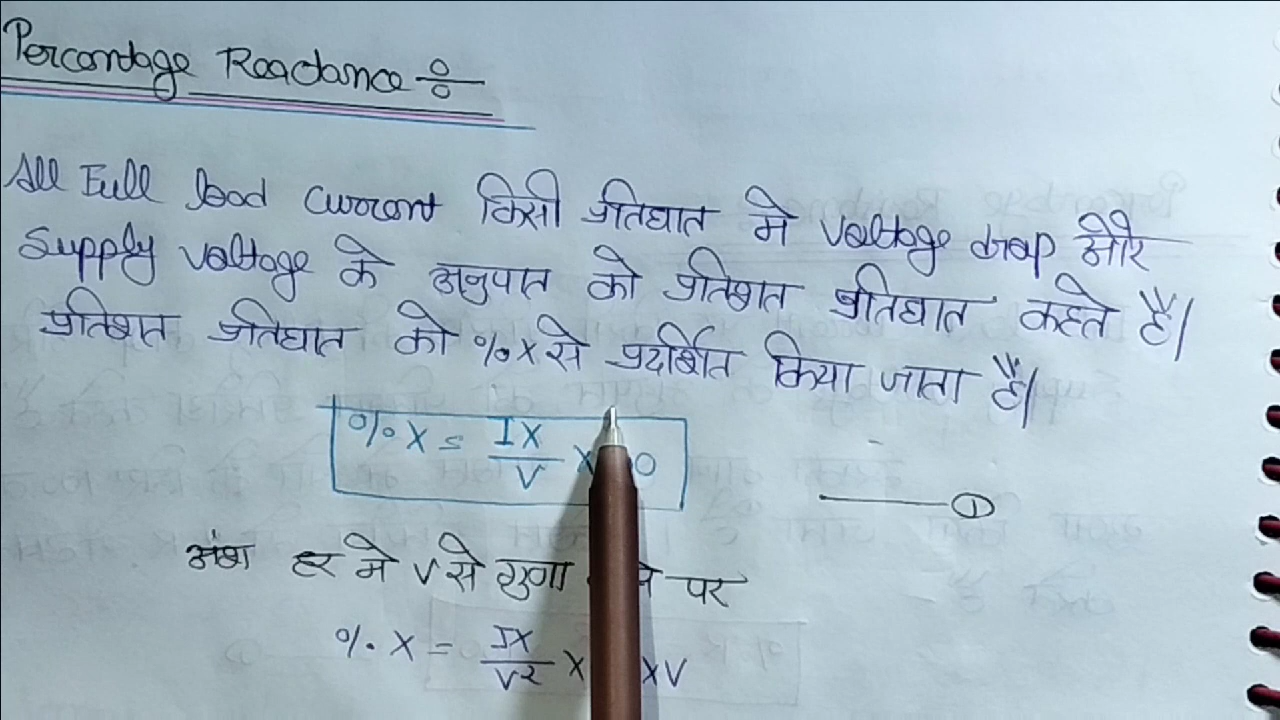 Percentage Reactance ÷
All Full load current किसी प्रतिघात मे voltage drop और
supply voltage के अनुपात को प्रतिशत प्रतिघात कहते है।
प्रतिशत प्रतिघात को %X से प्रदर्शित किया जाता है।
%X = IX/V X 0
1
अंश हर मे V से गुणा पर
%X = IX/V² X XV